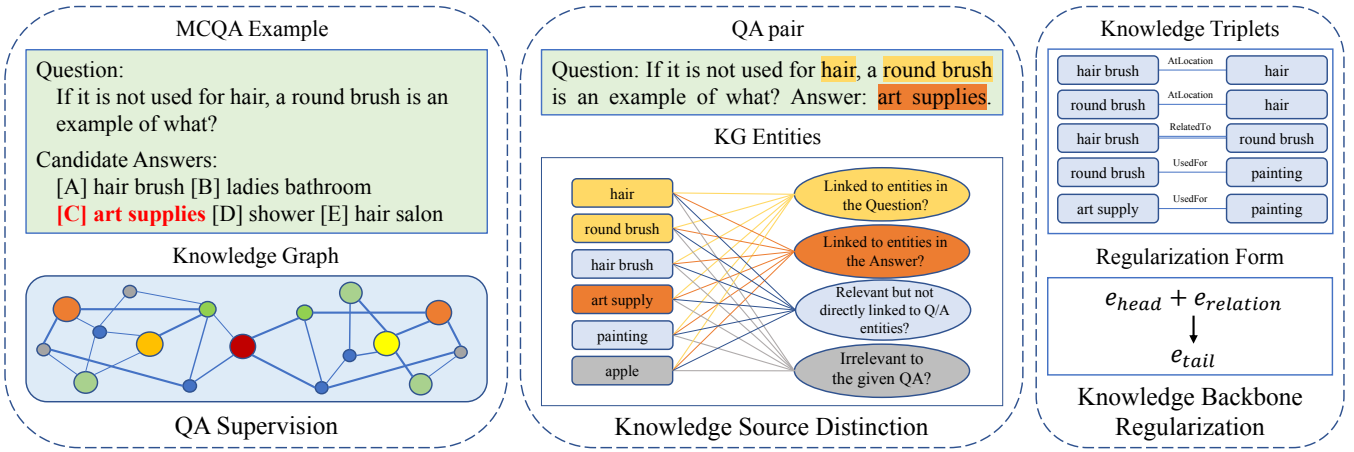 MCQA Example
Question:
If it is not used for hair, a round brush is an
example of what?
Candidate Answers:
[A] hair brush [B] ladies bathroom
[C] art supplies [D] shower [E] hair salon
Knowledge Graph
QA Supervision
QA pair
Question: If it is not used for hair, a round brush
is an example of what? Answer: art supplies.
KG Entities
hair
round brush
hair brush
art supply
painting
apple
Linked to entities in
the Question?
Linked to entities in
the Answer?
Relevant but not
directly linked to Q/A
entities?
Irrelevant to
the given QA?
Knowledge Source Distinction
Knowledge Triplets
hair brush AtLocation hair
round brush AtLocation hair
hair brush RelatedTo round brush
round brush UsedFor painting
art supply UsedFor painting
Regularization Form
e_head + e_relation
e_tail
Knowledge Backbone
Regularization